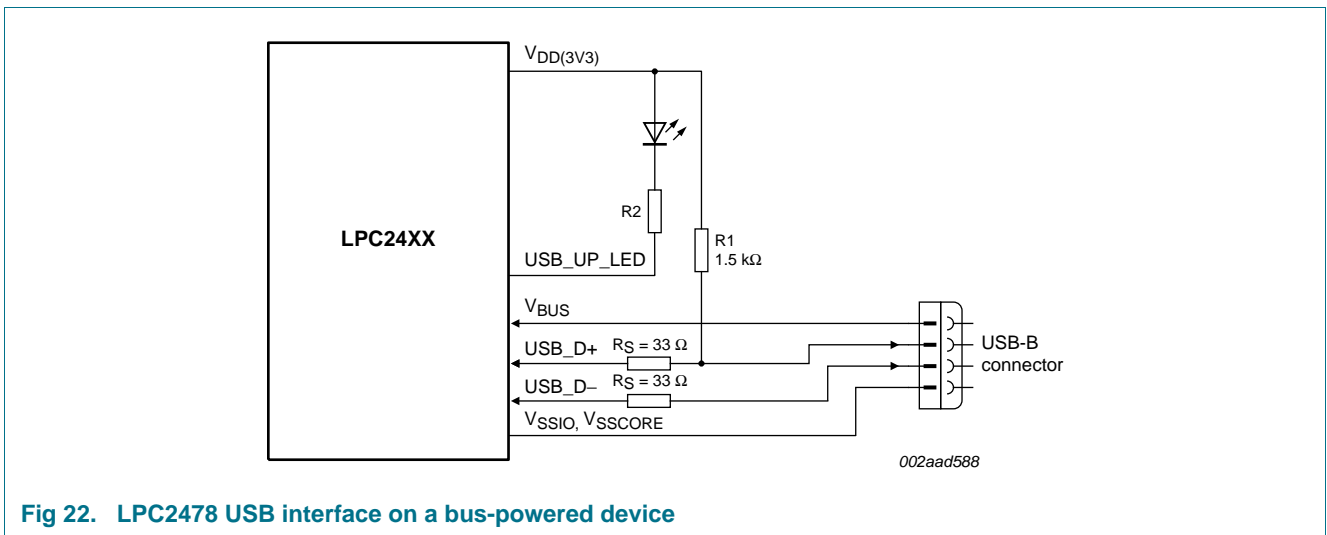 VDD(3V3)
R2
LPC24XX
R1
1.5 kΩ
USB_UP_LED
VBUS
USB_D+ RS = 33 Ω
USB-B
connector
USB_D− RS = 33 Ω
VSSIO, VSSCORE
002aad588
Fig 22. LPC2478 USB interface on a bus-powered device